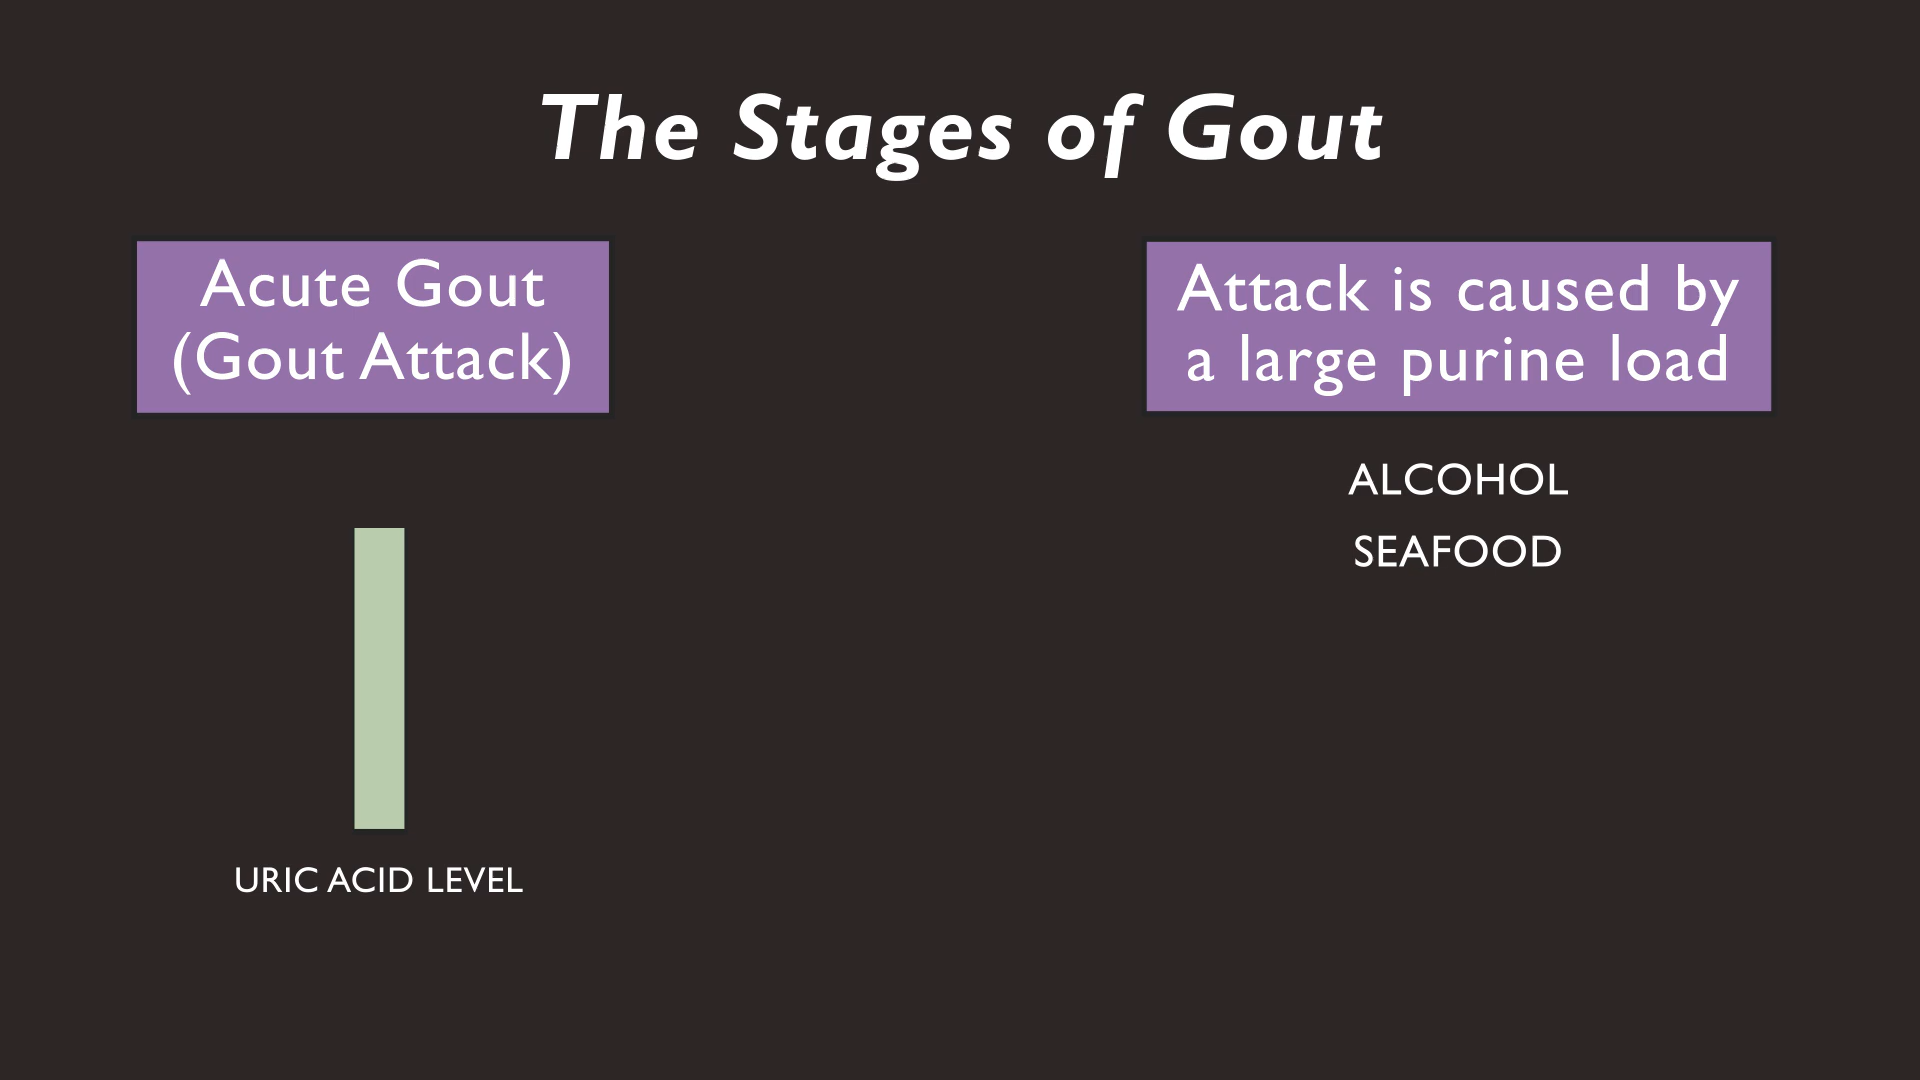 The Stages of Gout
Acute Gout
(Gout Attack)
Attack is caused by
a large purine load
ALCOHOL
SEAFOOD
URIC ACID LEVEL